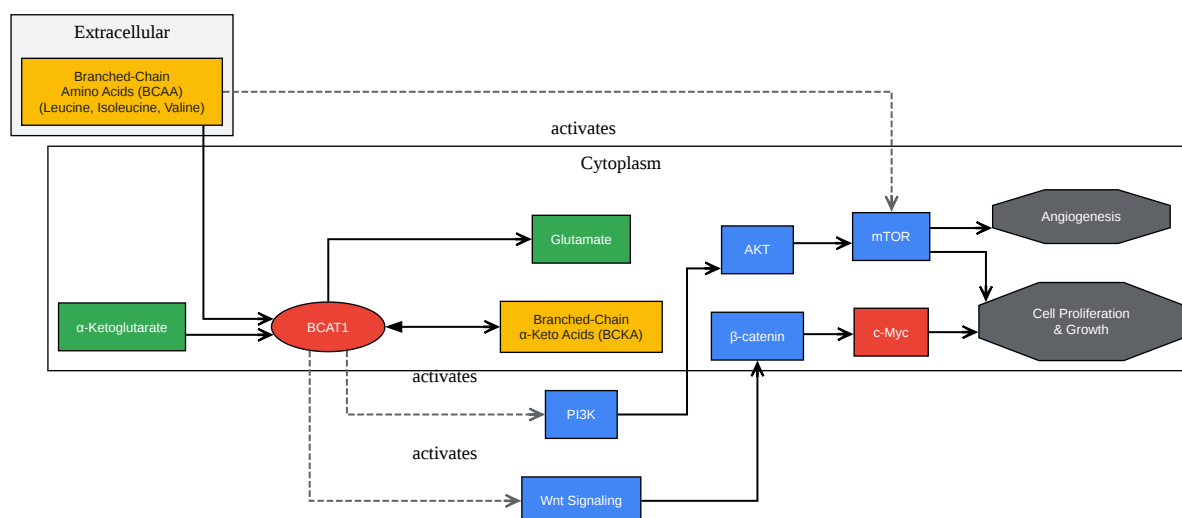 Extracellular
Branched-Chain
Amino Acids (BCAA)
(Leucine, Isoleucine, Valine)
activates
Cytoplasm
Angiogenesis
Glutamate
AKT
mTOR
α-Ketoglutarate
BCAT1
Branched-Chain
α-Keto Acids (BCKA)
β-catenin
c-Myc
Cell Proliferation
& Growth
activates
PI3K
activates
Wnt Signaling